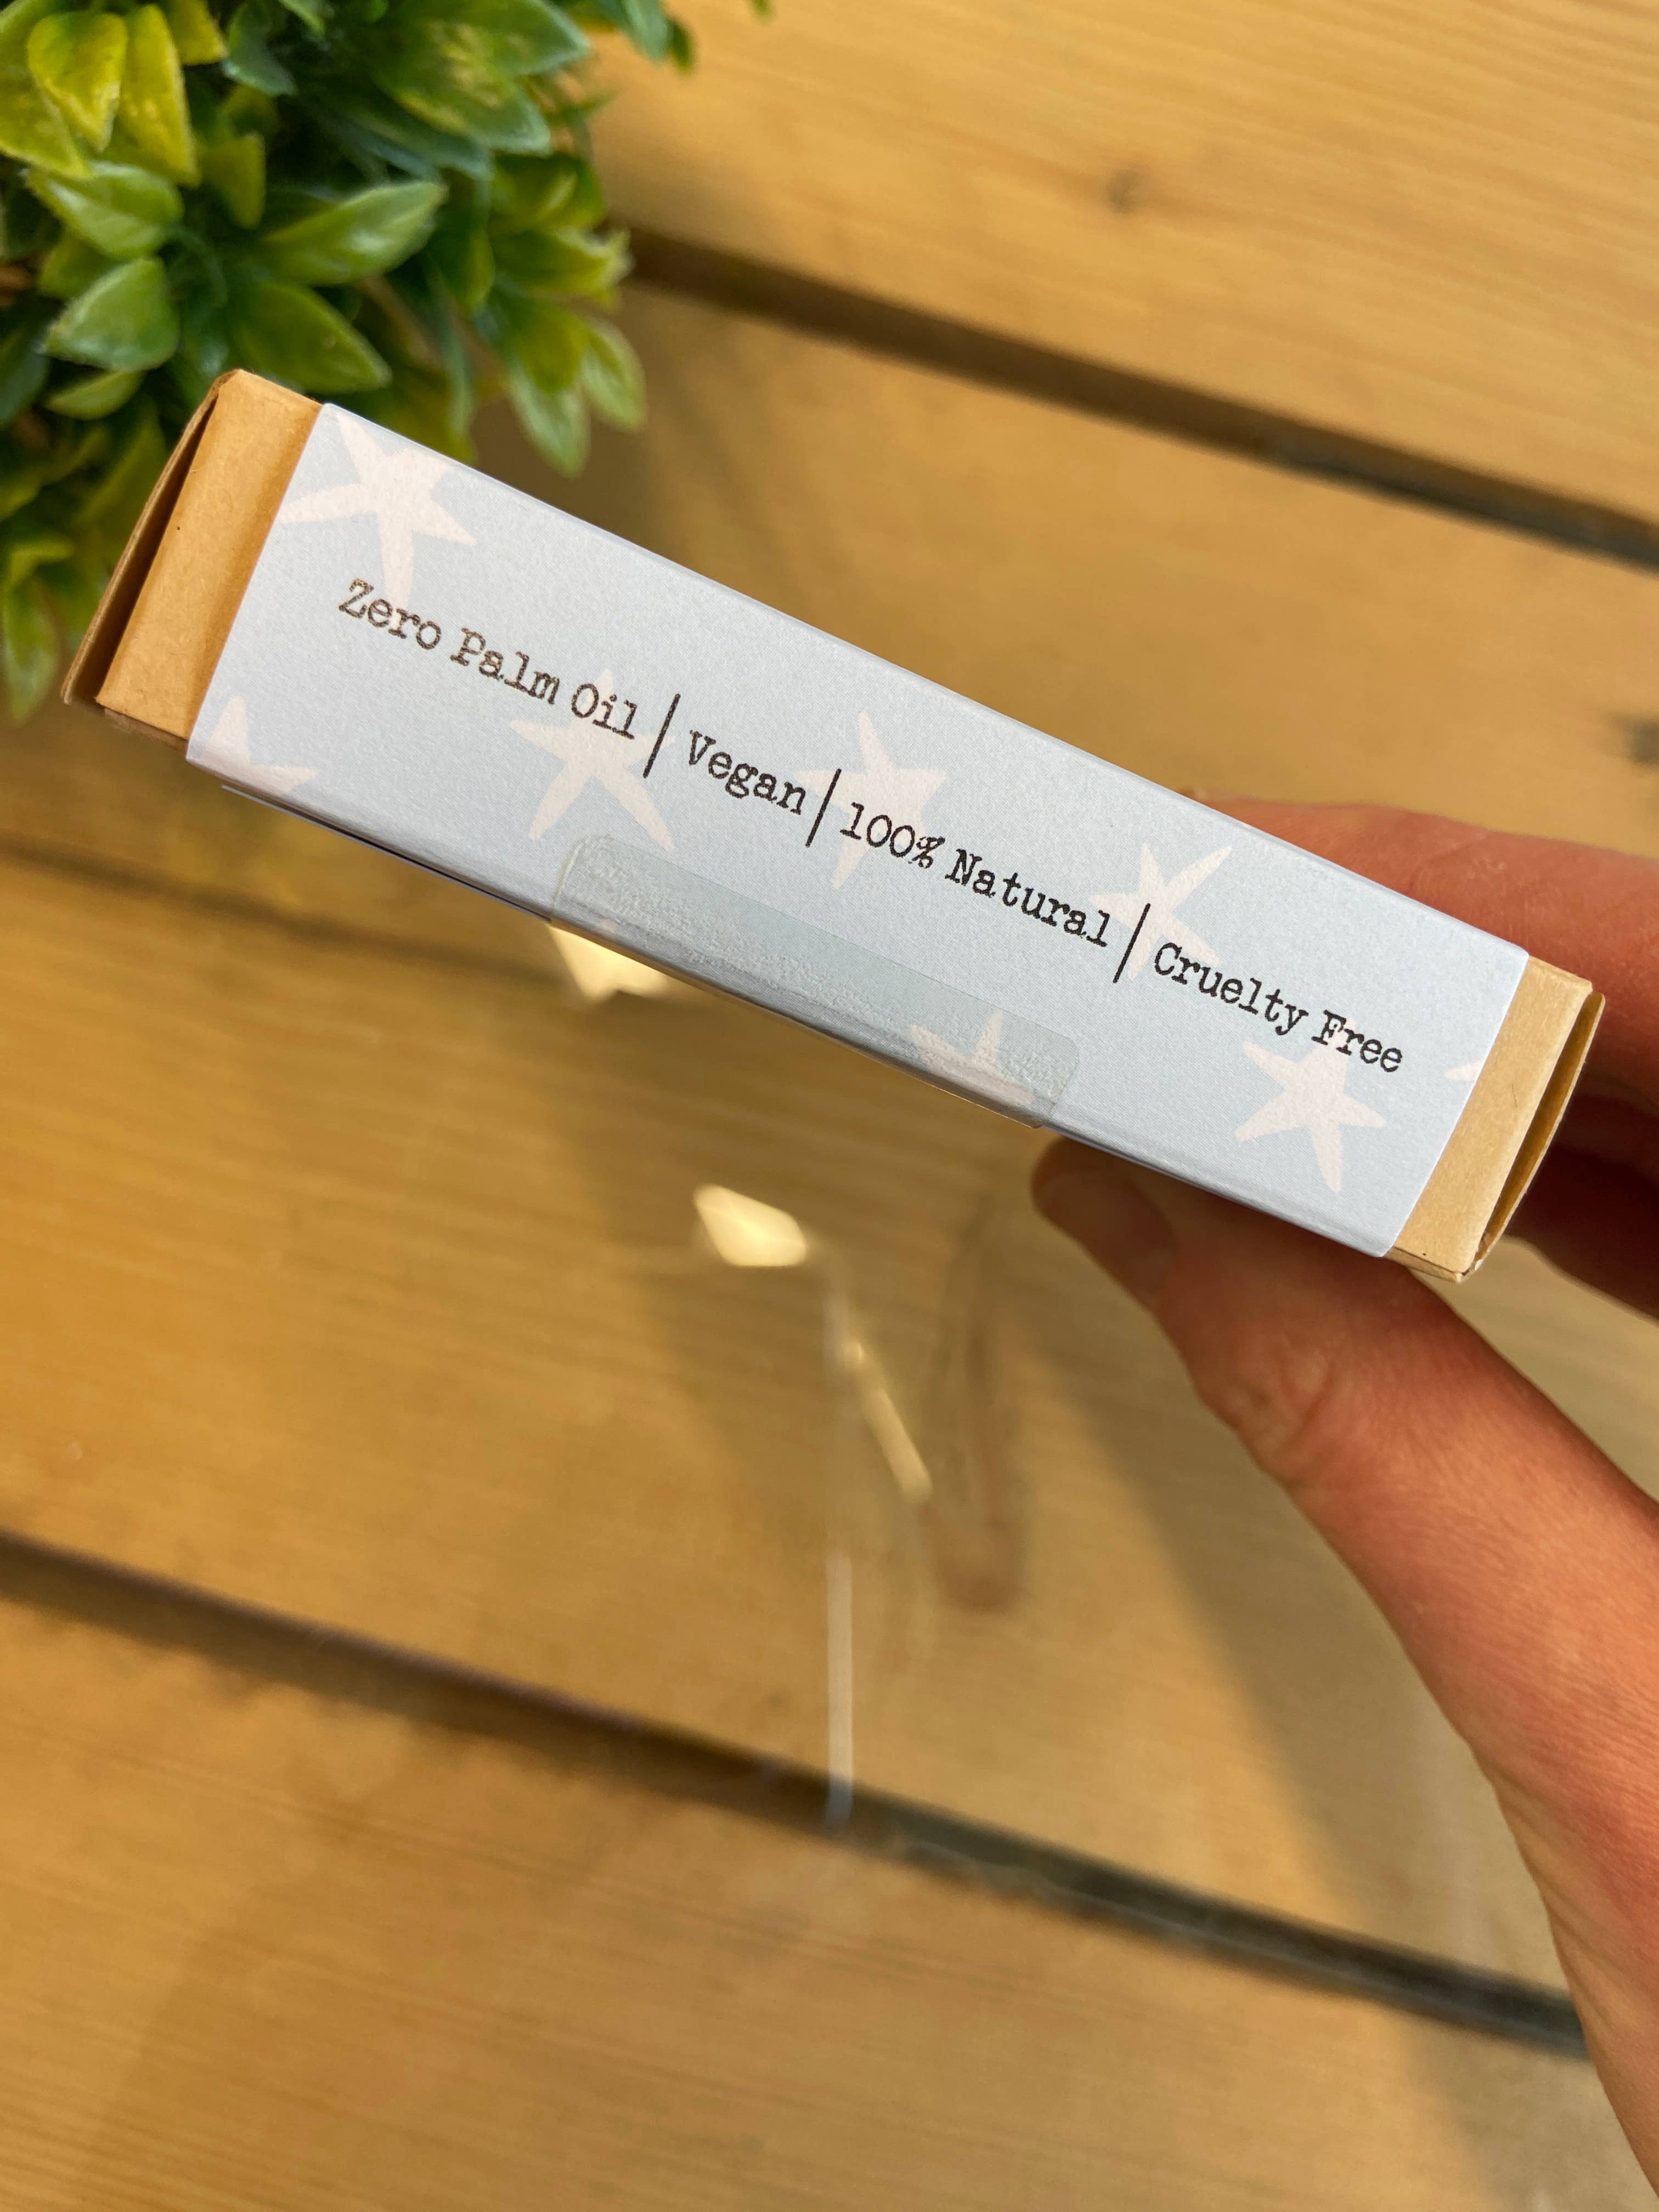 Zero Palm Oil | Vegan | 100% Natural | Cruelty Free